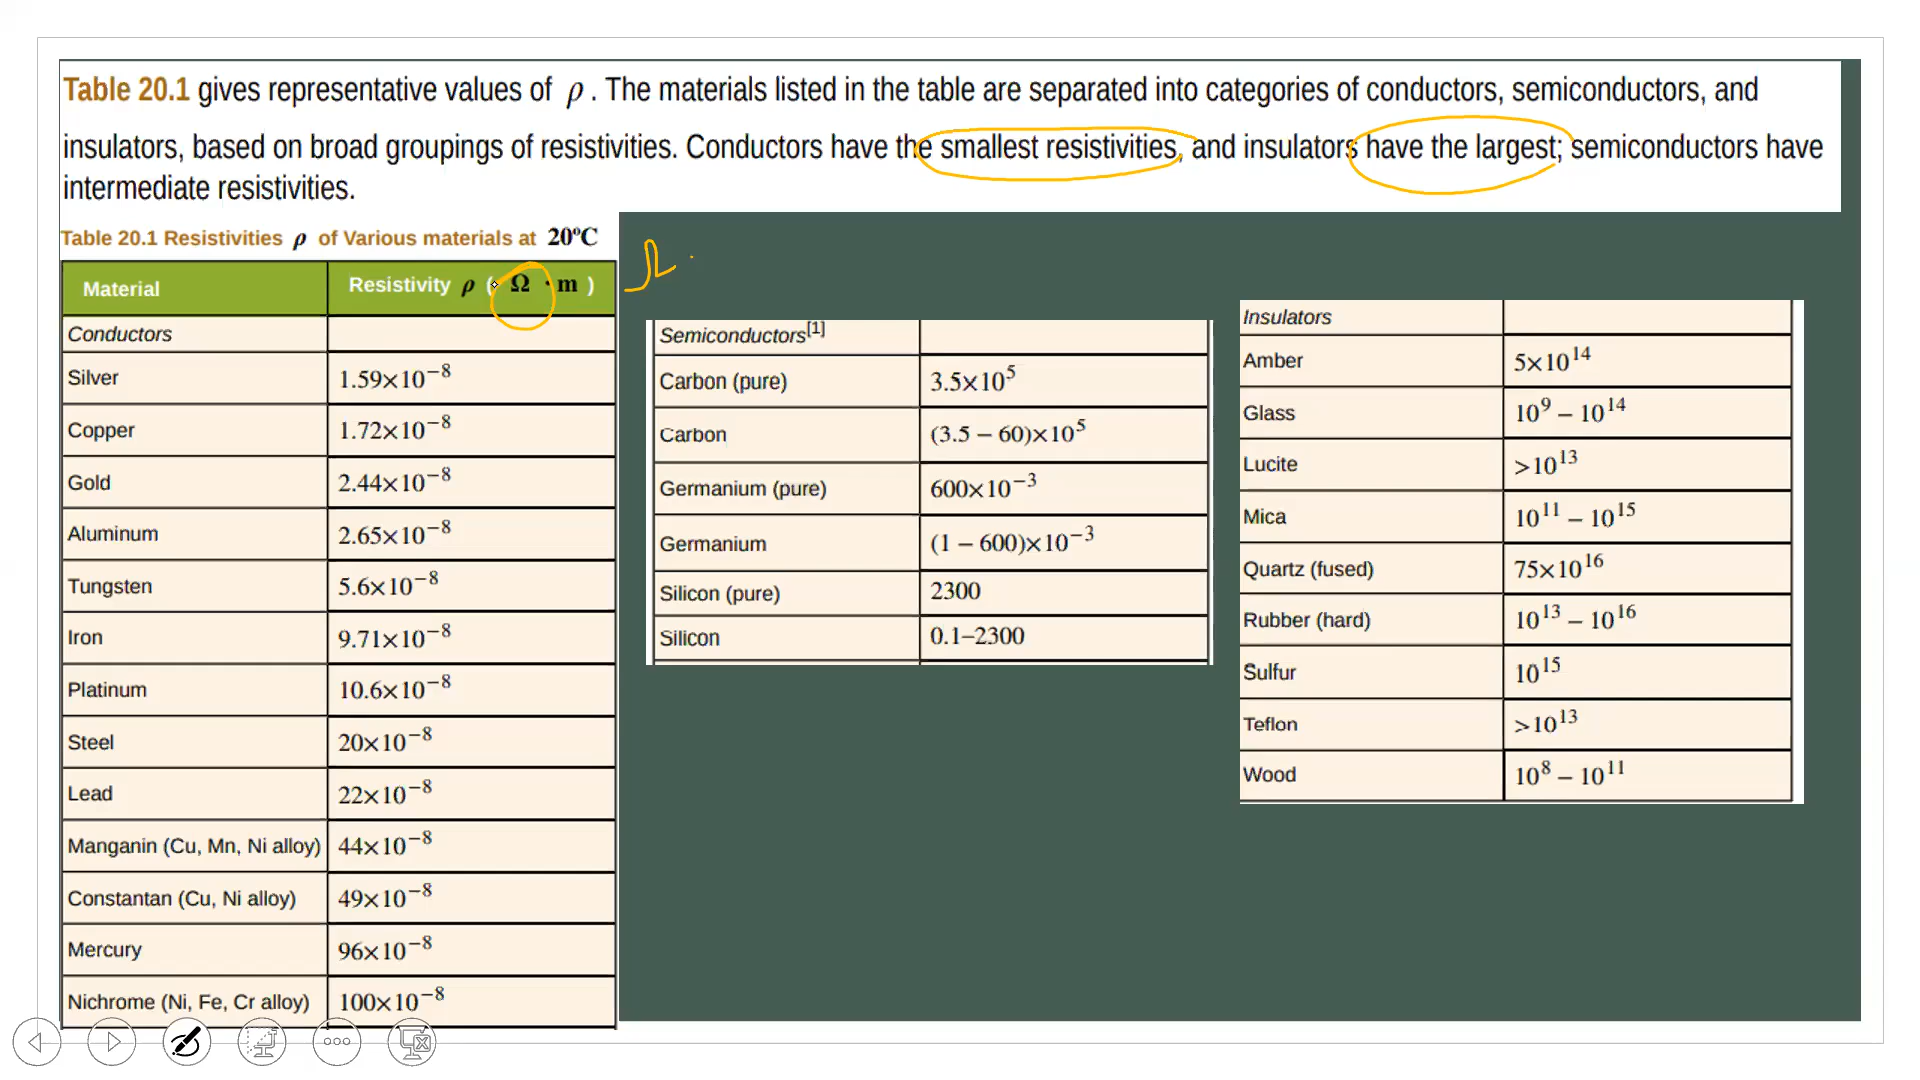 Table 20.1 gives representative values of ρ . The materials listed in the table are separated into categories of conductors, semiconductors, and
insulators, based on broad groupings of resistivities. Conductors have the smallest resistivities, and insulators have the largest; semiconductors have
intermediate resistivities.
Table 20.1 Resistivities ρ of Various materials at 20ºC
Material Resistivity ρ ( Ω · m )
Conductors
Silver 1.59×10⁻⁸
Copper 1.72×10⁻⁸
Gold 2.44×10⁻⁸
Aluminum 2.65×10⁻⁸
Tungsten 5.6×10⁻⁸
Iron 9.71×10⁻⁸
Platinum 10.6×10⁻⁸
Steel 20×10⁻⁸
Lead 22×10⁻⁸
Manganin (Cu, Mn, Ni alloy) 44×10⁻⁸
Constantan (Cu, Ni alloy) 49×10⁻⁸
Mercury 96×10⁻⁸
Nichrome (Ni, Fe, Cr alloy) 100×10⁻⁸
Semiconductors[1]
Carbon (pure) 3.5×10⁵
Carbon (3.5 – 60)×10⁵
Germanium (pure) 600×10⁻³
Germanium (1 – 600)×10⁻³
Silicon (pure) 2300
Silicon 0.1–2300
Insulators
Amber 5×10¹⁴
Glass 10⁹ – 10¹⁴
Lucite >10¹³
Mica 10¹¹ – 10¹⁵
Quartz (fused) 75×10¹⁶
Rubber (hard) 10¹³ – 10¹⁶
Sulfur 10¹⁵
Teflon >10¹³
Wood 10⁸ – 10¹¹